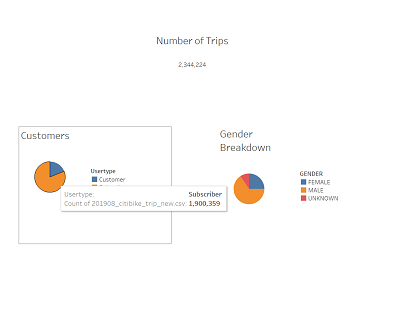 Number of Trips
2,344,224
Customers
Usertype
Customer
Usertype: Subscriber
Count of 201908_citibike_trip_new.csv: 1,900,359
Gender
Breakdown
GENDER
FEMALE
MALE
UNKNOWN